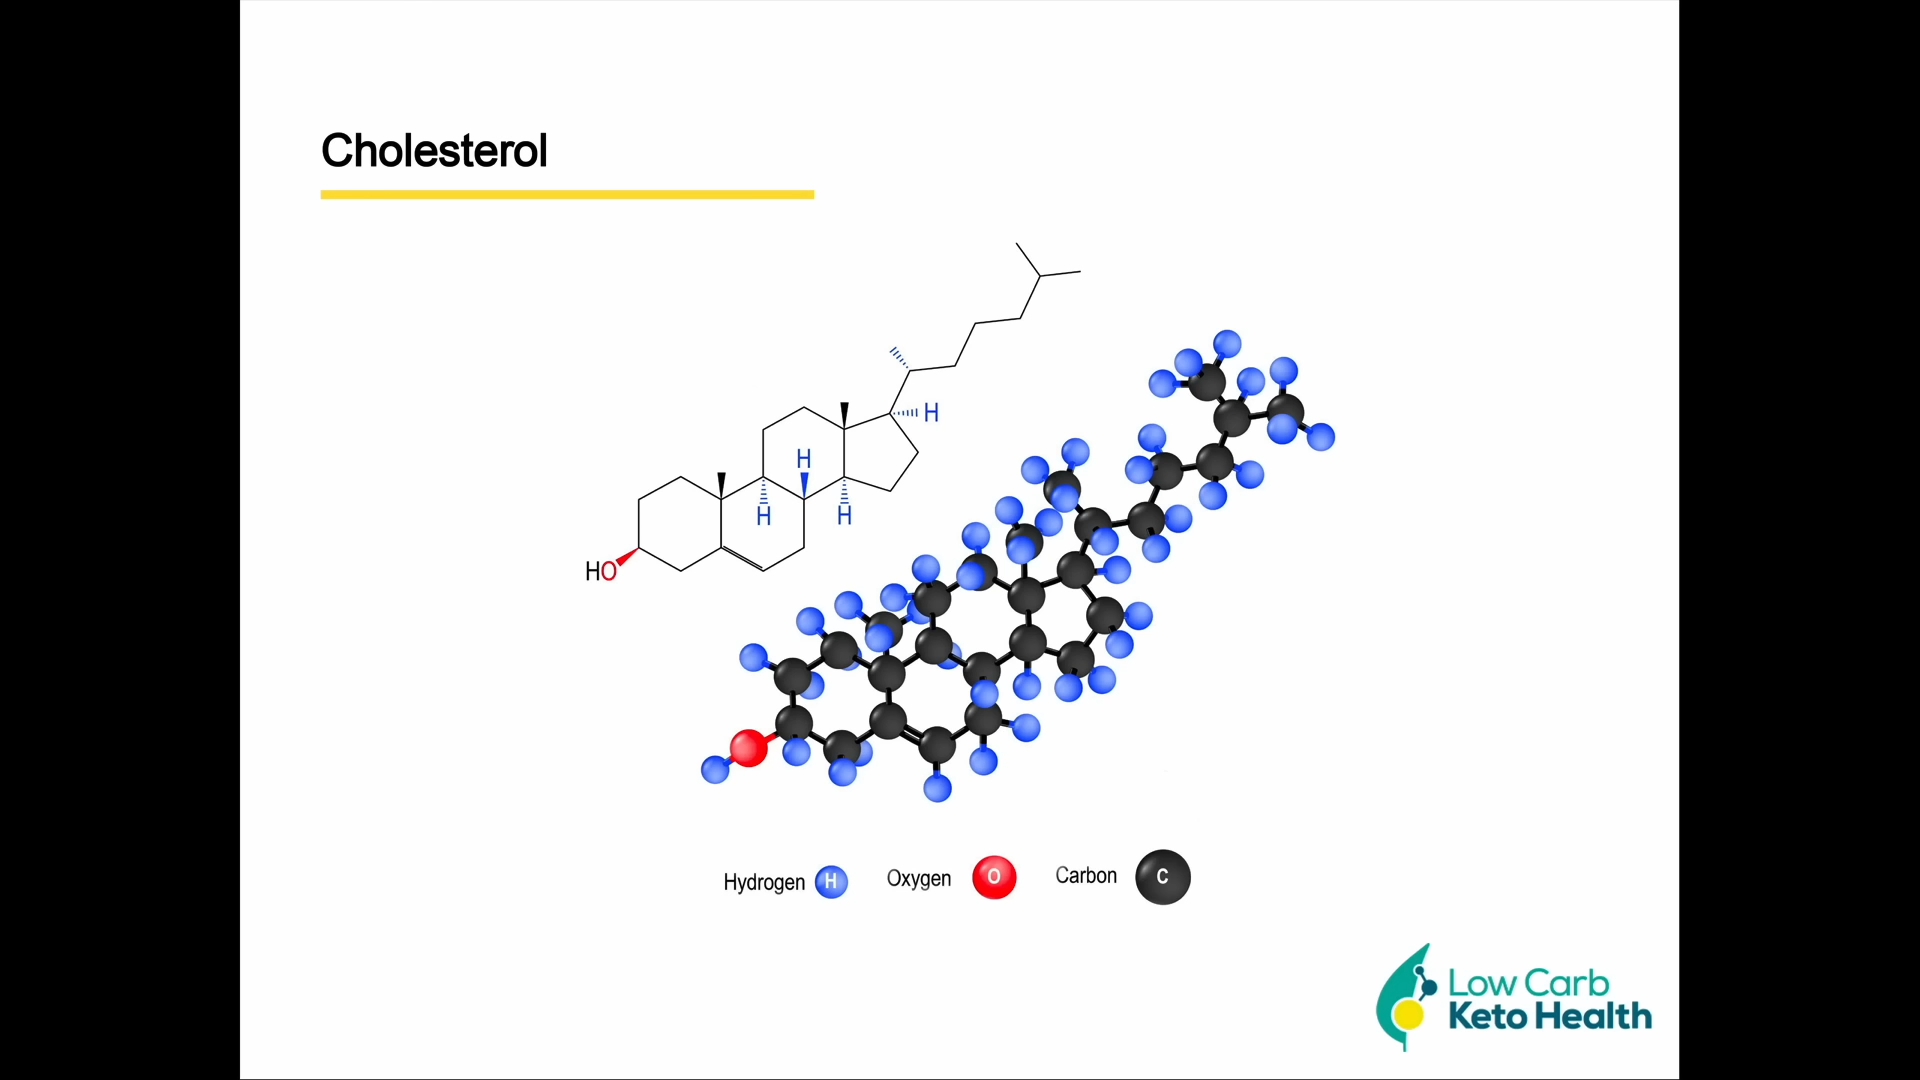 Cholesterol
H
H
H
H
HO
Hydrogen H Oxygen O Carbon C
Low Carb
Keto Health